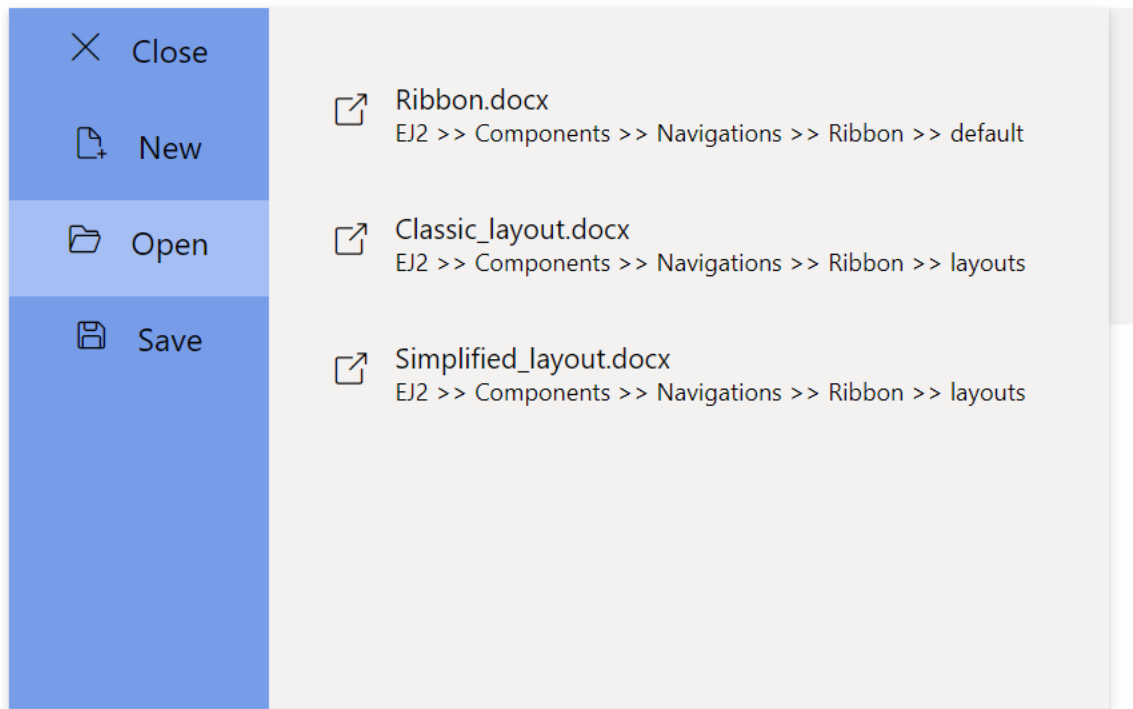 Close
New
Open
Save
Ribbon.docx
EJ2 >> Components >> Navigations >> Ribbon >> default
Classic_layout.docx
EJ2 >> Components >> Navigations >> Ribbon >> layouts
Simplified_layout.docx
EJ2 >> Components >> Navigations >> Ribbon >> layouts